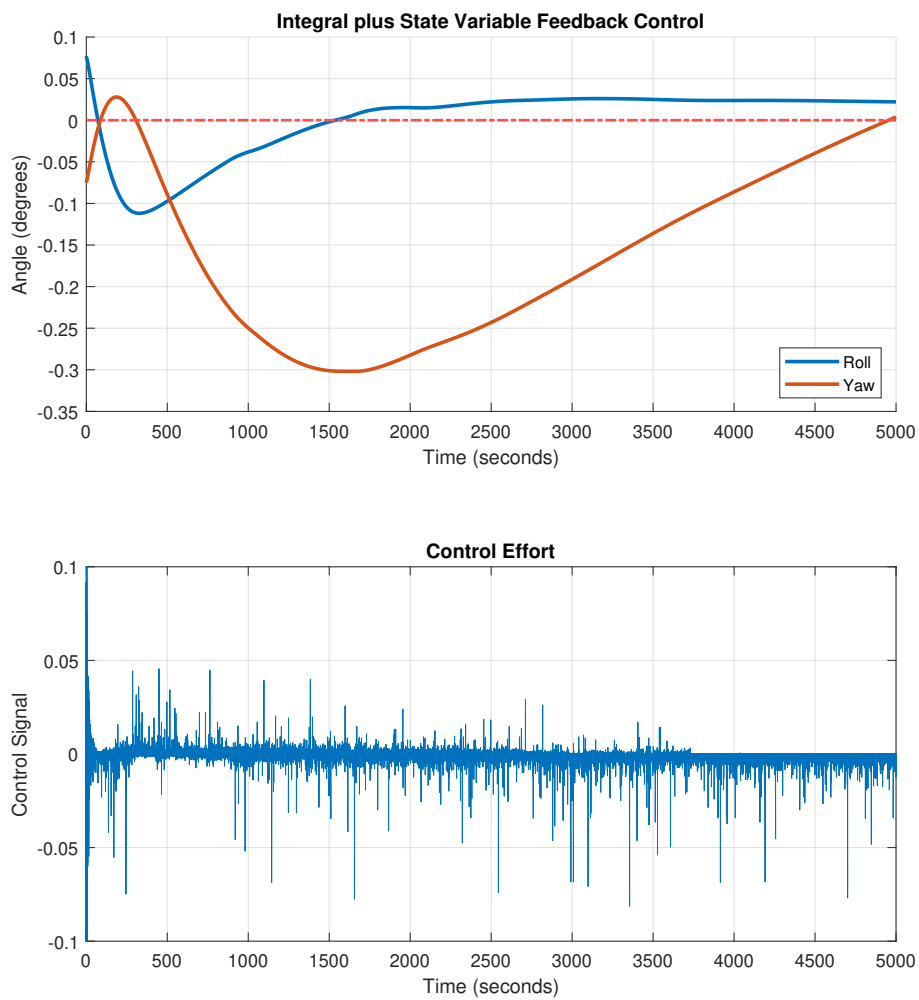 Integral plus State Variable Feedback Control
Angle (degrees)
0.1
0.05
0
-0.05
-0.1
-0.15
-0.2
-0.25
-0.3
-0.35
Roll
Yaw
0 500 1000 1500 2000 2500 3000 3500 4000 4500 5000
Time (seconds)
Control Effort
Control Signal
0.1
0.05
0
-0.05
-0.1
0 500 1000 1500 2000 2500 3000 3500 4000 4500 5000
Time (seconds)